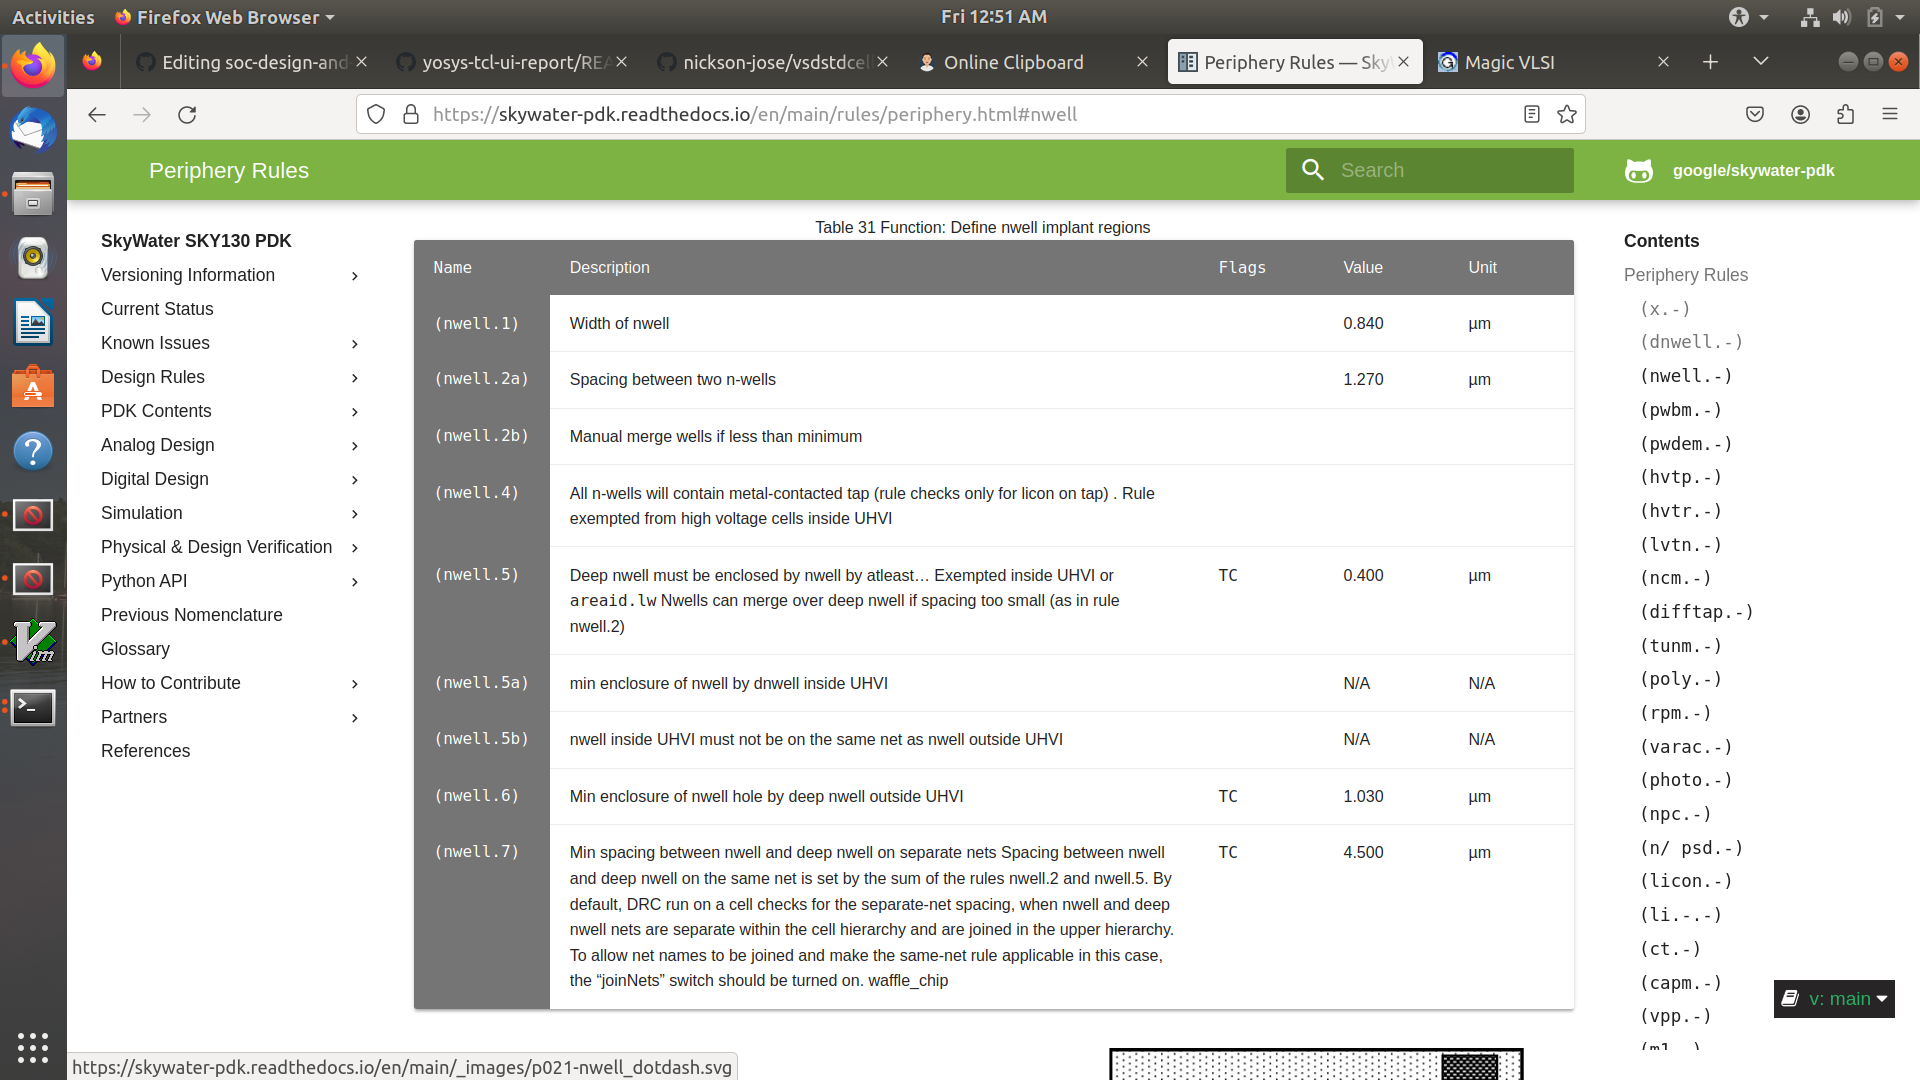 Activities
Firefox Web Browser
Fri 12:51 AM
Editing soc-design-and
yosys-tcl-ui-report/REA
nickson-jose/vsdstdcel
Online Clipboard
Periphery Rules — Sky
Magic VLSI
https://skywater-pdk.readthedocs.io/en/main/rules/periphery.html#nwell
Periphery Rules
Search
google/skywater-pdk
SkyWater SKY130 PDK
Versioning Information
Current Status
Known Issues
Design Rules
PDK Contents
Analog Design
Digital Design
Simulation
Physical & Design Verification
Python API
Previous Nomenclature
Glossary
How to Contribute
Partners
References
Table 31 Function: Define nwell implant regions
Name Description Flags Value Unit
(nwell.1) Width of nwell 0.840 µm
(nwell.2a) Spacing between two n-wells 1.270 µm
(nwell.2b) Manual merge wells if less than minimum
(nwell.4) All n-wells will contain metal-contacted tap (rule checks only for licon on tap) . Rule
exempted from high voltage cells inside UHVI
(nwell.5) Deep nwell must be enclosed by nwell by atleast… Exempted inside UHVI or TC 0.400 µm
areaid.lw Nwells can merge over deep nwell if spacing too small (as in rule
nwell.2)
(nwell.5a) min enclosure of nwell by dnwell inside UHVI N/A N/A
(nwell.5b) nwell inside UHVI must not be on the same net as nwell outside UHVI N/A N/A
(nwell.6) Min enclosure of nwell hole by deep nwell outside UHVI TC 1.030 µm
(nwell.7) Min spacing between nwell and deep nwell on separate nets Spacing between nwell TC 4.500 µm
and deep nwell on the same net is set by the sum of the rules nwell.2 and nwell.5. By
default, DRC run on a cell checks for the separate-net spacing, when nwell and deep
nwell nets are separate within the cell hierarchy and are joined in the upper hierarchy.
To allow net names to be joined and make the same-net rule applicable in this case,
the “joinNets” switch should be turned on. waffle_chip
Contents
Periphery Rules
(x.-)
(dnwell.-)
(nwell.-)
(pwbm.-)
(pwdem.-)
(hvtp.-)
(hvtr.-)
(lvtn.-)
(ncm.-)
(difftap.-)
(tunm.-)
(poly.-)
(rpm.-)
(varac.-)
(photo.-)
(npc.-)
(n/ psd.-)
(licon.-)
(li.-.-)
(ct.-)
(capm.-)
(vpp.-)
(m1.-)
v: main
https://skywater-pdk.readthedocs.io/en/main/_images/p021-nwell_dotdash.svg